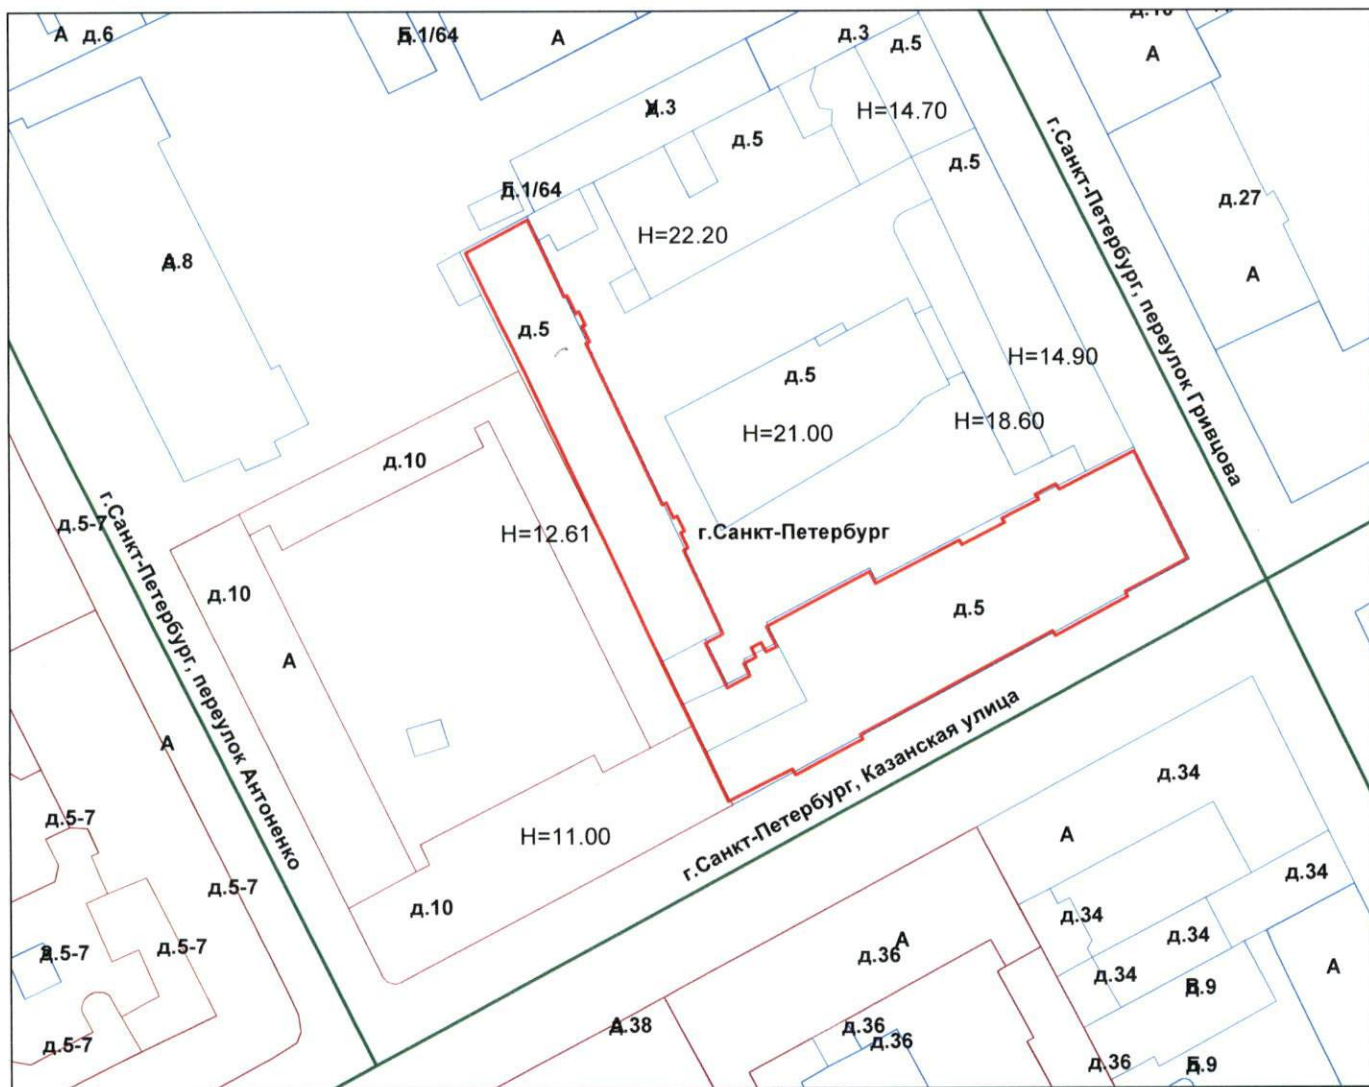 А
д.6
д.1/64
А
д.3
д.5
д.10
А
д.3
Н=14.70
д.5
д.5
г.Санкт-Петербург, переулок Гривцова
д.1/64
д.27
Н=22.20
д.8
А
д.5
Н=14.90
д.5
Н=21.00
Н=18.60
д.10
г.Санкт-Петербург, переулок Антоненко
д.5-7
Н=12.61
г.Санкт-Петербург
д.10
д.5
А
А
г.Санкт-Петербург, Казанская улица
д.34
д.5-7
Н=11.00
А
д.34
д.5-7
д.10
д.34
д.34
д.5-7
д.5-7
д.36
А
д.34
А
д.9
д.38
д.36
д.36
д.5-7
д.36
д.9